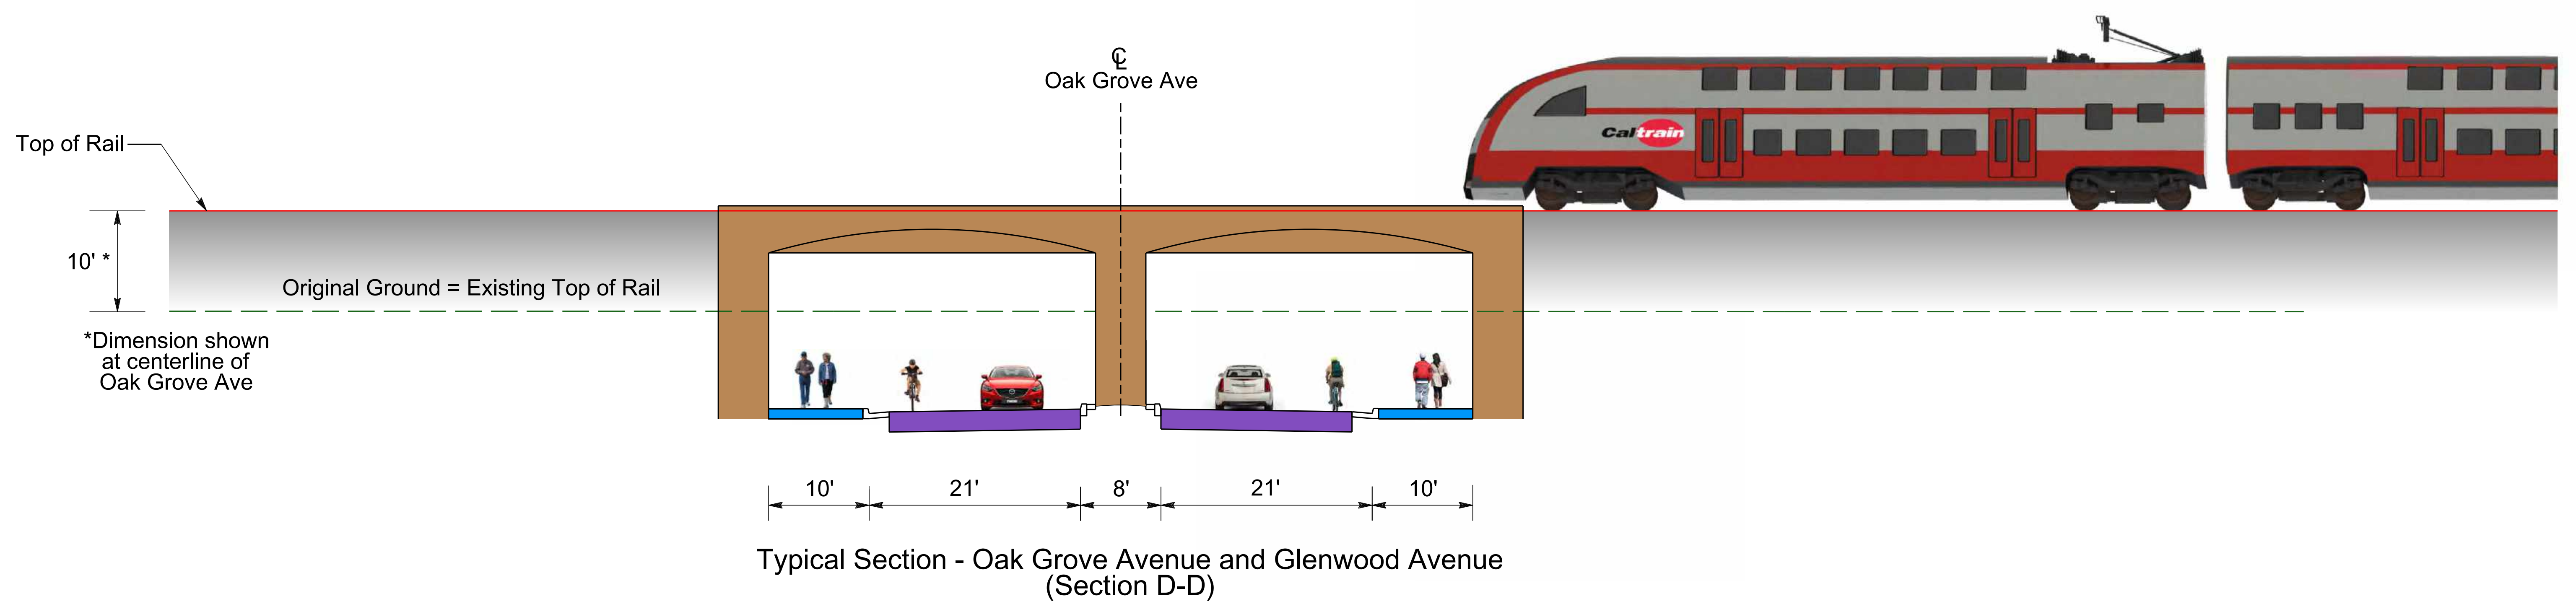 ℄
Oak Grove Ave
Top of Rail
Caltrain
10' *
Original Ground = Existing Top of Rail
*Dimension shown
at centerline of
Oak Grove Ave
10' 21' 8' 21' 10'
Typical Section - Oak Grove Avenue and Glenwood Avenue
(Section D-D)